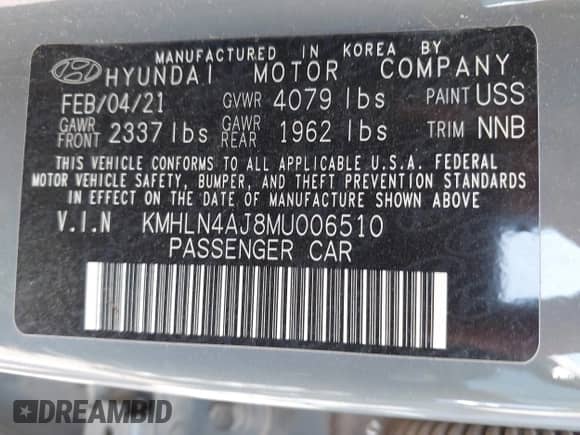 MANUFACTURED IN KOREA BY
HYUNDAI MOTOR COMPANY
FEB/04/21 GVWR 4079 lbs PAINT USS
GAWR FRONT 2337 lbs GAWR REAR 1962 lbs TRIM NNB
THIS VEHICLE CONFORMS TO ALL APPLICABLE U.S.A. FEDERAL
MOTOR VEHICLE SAFETY, BUMPER, AND THEFT PREVENTION STANDARDS
IN EFFECT ON THE DATE OF MANUFACTURE SHOWN ABOVE
V.I.N KMHLN4AJ8MU006510
PASSENGER CAR
DREAMBID